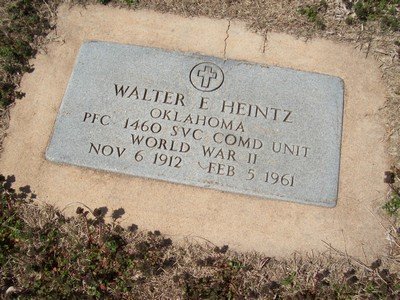 WALTER E HEINTZ
OKLAHOMA
PFC 1460 SVC COMD UNIT
WORLD WAR II
NOV 6 1912 FEB 5 1961